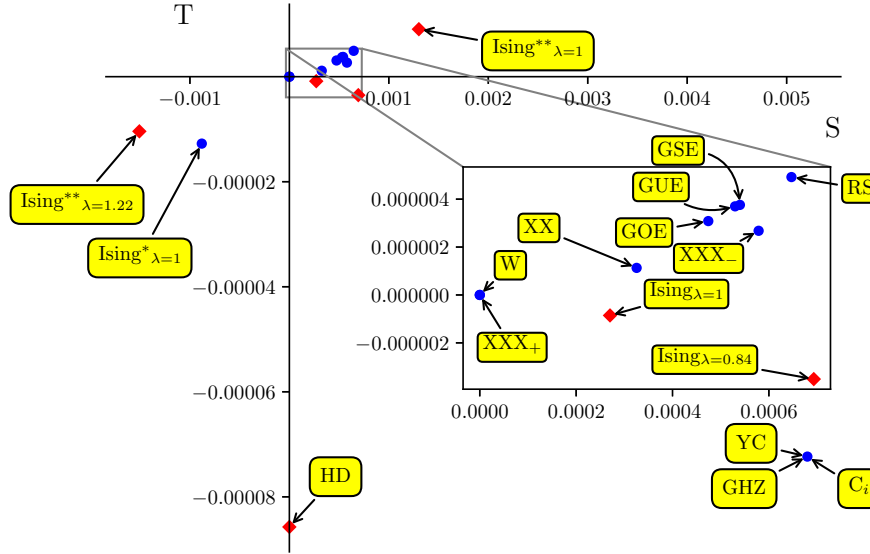 T
Ising**λ=1
−0.001
0.001
0.002
0.003
0.004
0.005
S
GSE
Ising**λ=1.22
−0.00002
0.000004
GUE
RS
XX
GOE
Ising*λ=1
0.000002
XXX₋
W
0.000000
Isingλ=1
−0.00004
−0.000002
XXX₊
Isingλ=0.84
−0.00006
0.0000
0.0002
0.0004
0.0006
YC
HD
GHZ
Cᵢ
−0.00008